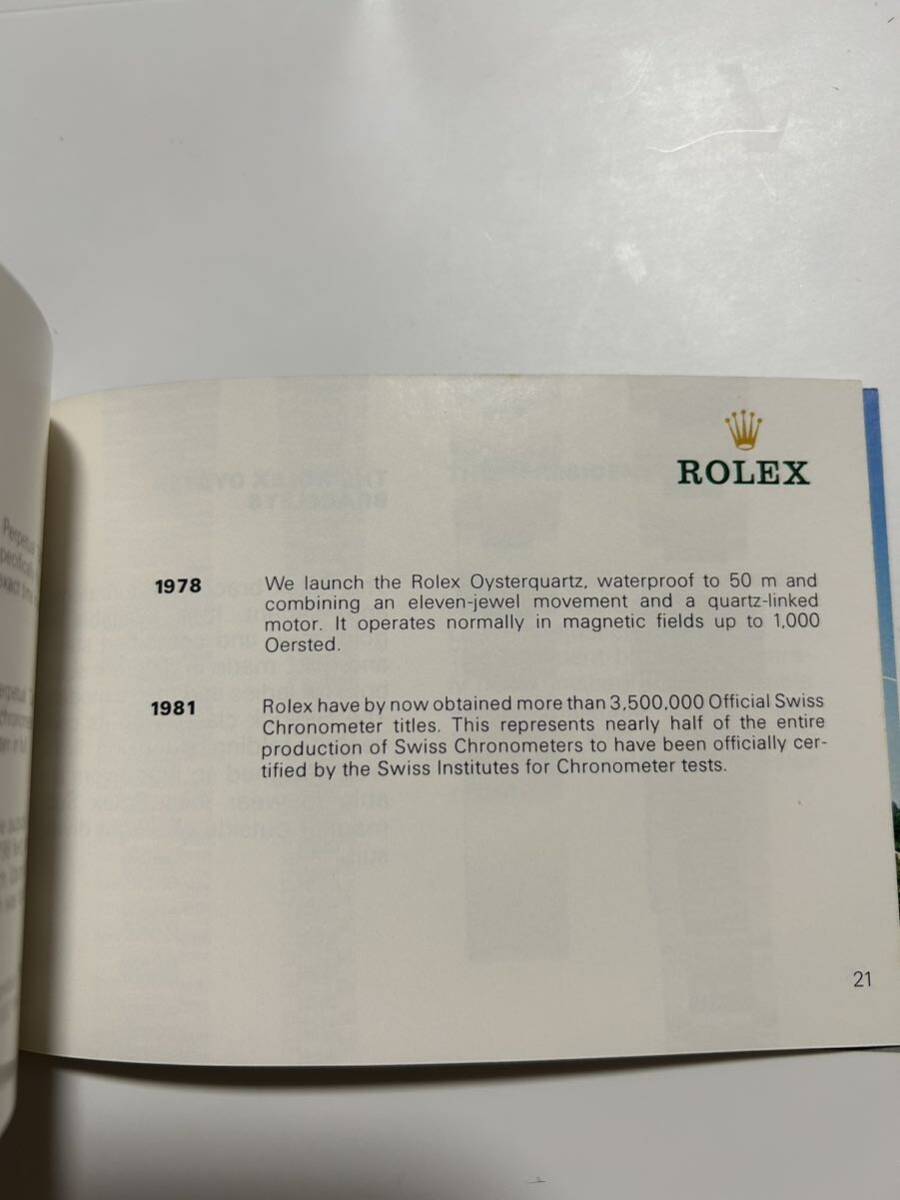 ROLEX
1978
We launch the Rolex Oysterquartz, waterproof to 50 m and
combining an eleven-jewel movement and a quartz-linked
motor. It operates normally in magnetic fields up to 1,000
Oersted.
1981
Rolex have by now obtained more than 3,500,000 Official Swiss
Chronometer titles. This represents nearly half of the entire
production of Swiss Chronometers to have been officially cer-
tified by the Swiss Institutes for Chronometer tests.
21